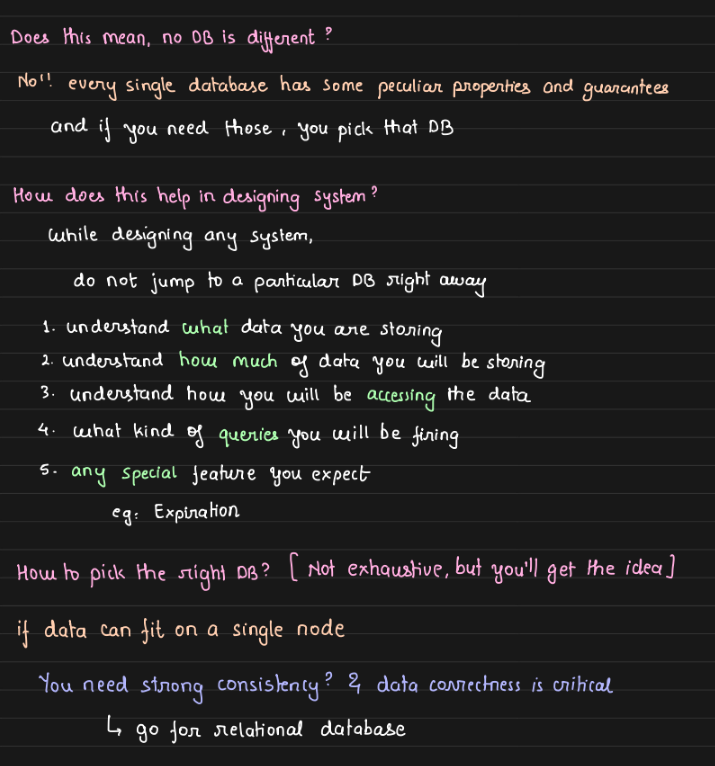 Does this mean, no DB is different?
No!! every single database has some peculiar properties and guarantees
and if you need those, you pick that DB
How does this help in designing system?
While designing any system,
do not jump to a particular DB right away
1. understand what data you are storing
2. understand how much of data you will be storing
3. understand how you will be accessing the data
4. what kind of queries you will be firing
5. any special feature you expect
eg: Expiration
How to pick the right DB? [Not exhaustive, but you'll get the idea]
if data can fit on a single node
You need strong consistency? & data correctness is critical
↳ go for relational database